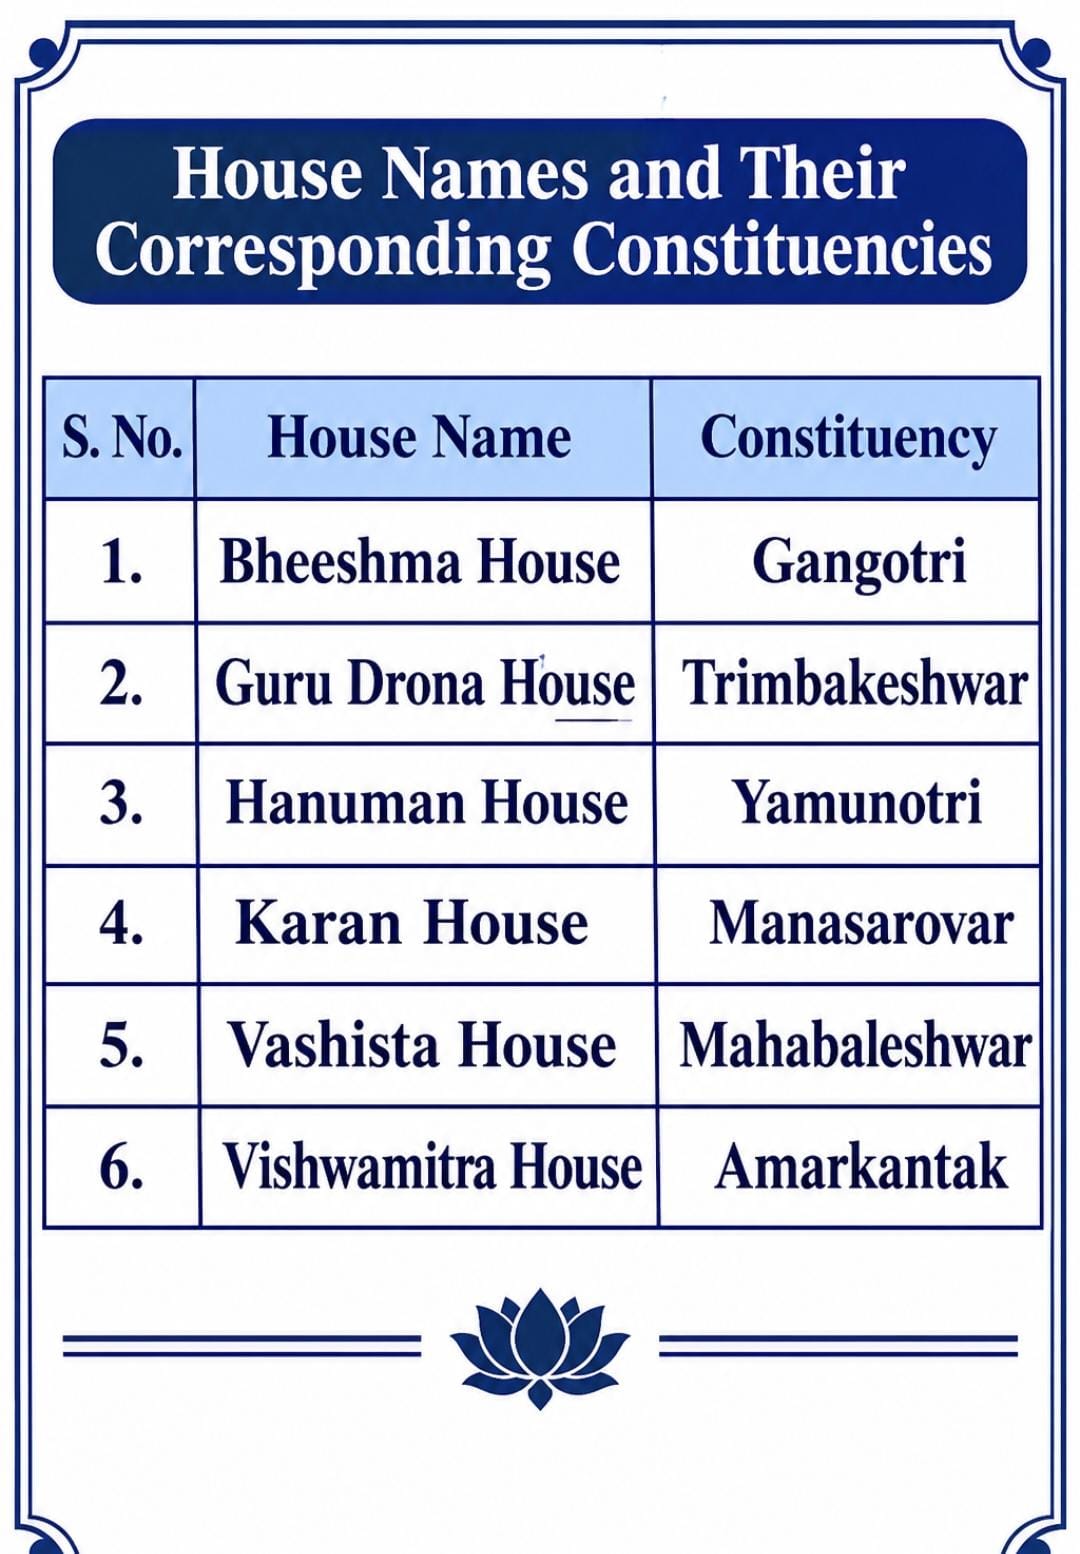 House Names and Their
Corresponding Constituencies
S. No. House Name Constituency
1. Bheeshma House Gangotri
2. Guru Drona House Trimbakeshwar
3. Hanuman House Yamunotri
4. Karan House Manasarovar
5. Vashista House Mahabaleshwar
6. Vishwamitra House Amarkantak